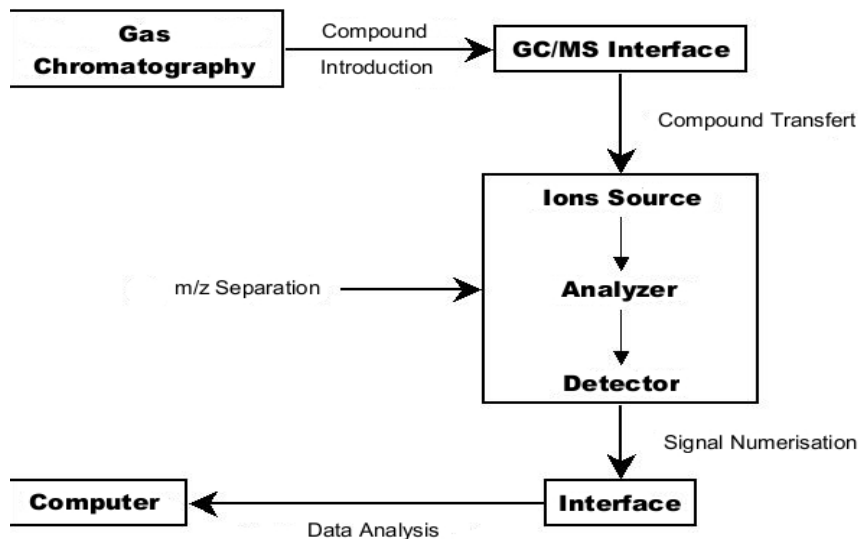 Gas
Chromatography
Compound
Introduction
GC/MS Interface
Compound Transfert
Ions Source
m/z Separation
Analyzer
Detector
Signal Numerisation
Computer
Interface
Data Analysis